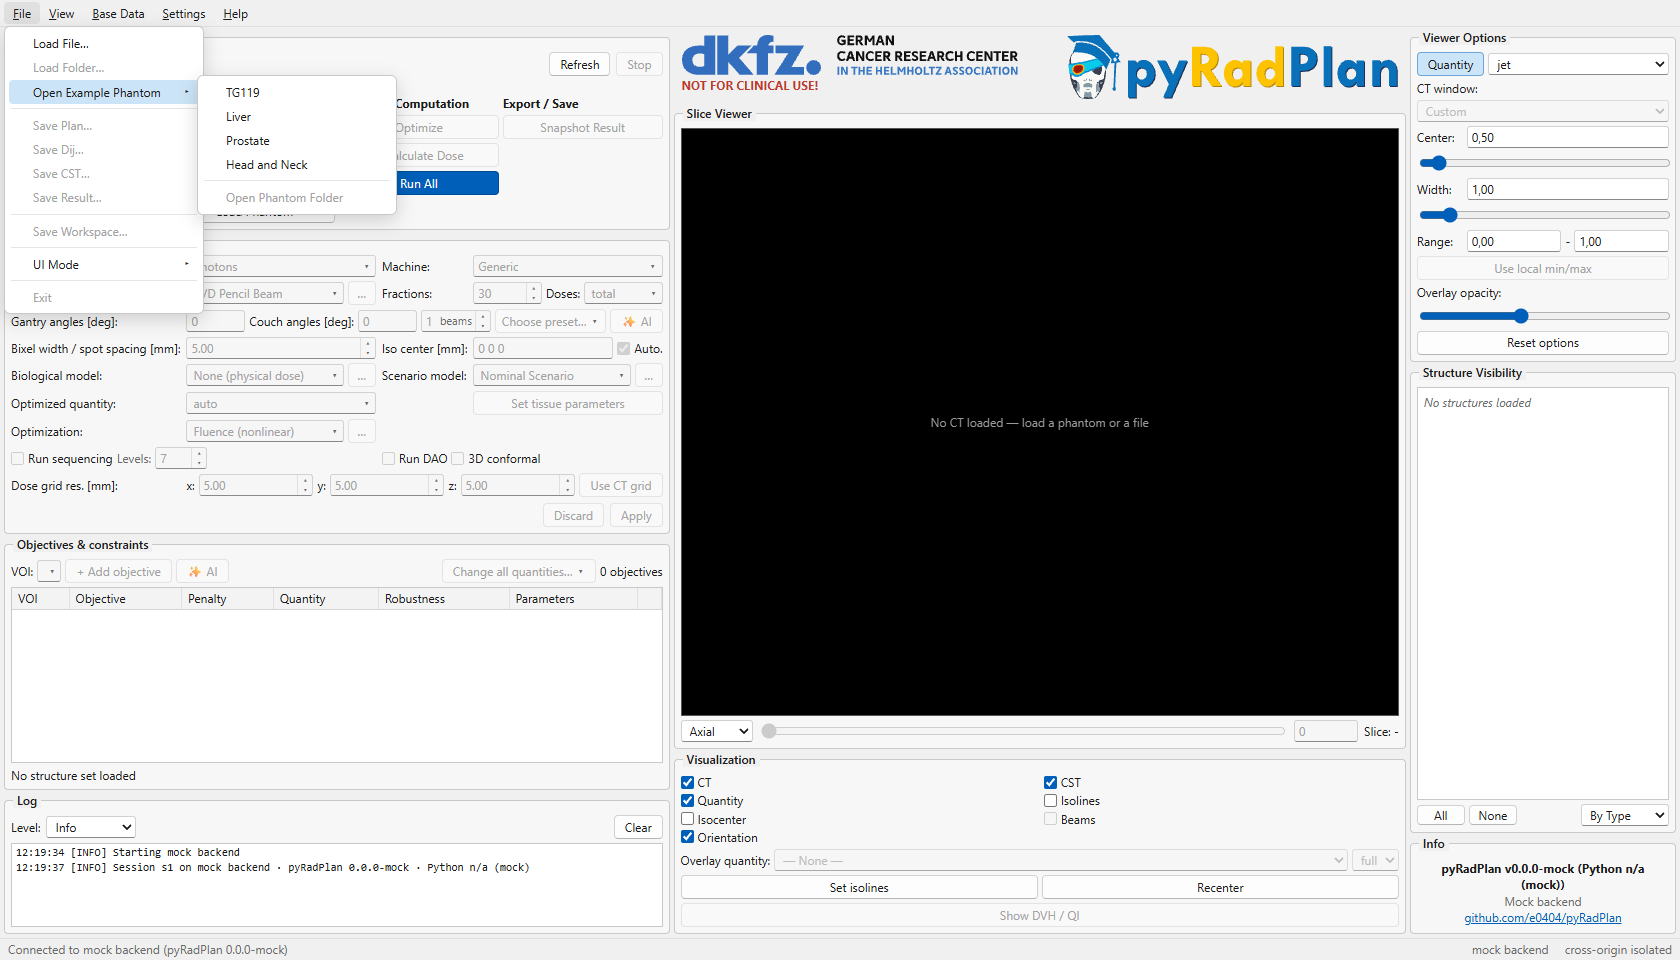 File View Base Data Settings Help
Load File...
Load Folder...
Open Example Phantom
Save Plan...
Save Dij...
Save CST...
Save Result...
Save Workspace...
UI Mode
Exit
TG119
Liver
Prostate
Head and Neck
Open Phantom Folder
Refresh Stop
Computation Export / Save
Optimize Snapshot Result
lculate Dose
Run All
otons Machine: Generic
D Pencil Beam ... Fractions: 30 Doses: total
Gantry angles [deg]: 0 Couch angles [deg]: 0 1 beams Choose preset... ✨ AI
Bixel width / spot spacing [mm]: 5.00 Iso center [mm]: 0 0 0 Auto.
Biological model: None (physical dose) ... Scenario model: Nominal Scenario ...
Optimized quantity: auto Set tissue parameters
Optimization: Fluence (nonlinear) ...
Run sequencing Levels: 7 Run DAO 3D conformal
Dose grid res. [mm]: x: 5.00 y: 5.00 z: 5.00 Use CT grid
Discard Apply
Objectives & constraints
VOI: + Add objective ✨ AI Change all quantities... 0 objectives
VOI Objective Penalty Quantity Robustness Parameters
No structure set loaded
Log
Level: Info Clear
12:19:34 [INFO] Starting mock backend
12:19:37 [INFO] Session s1 on mock backend · pyRadPlan 0.0.0-mock · Python n/a (mock)
dkfz. GERMAN
CANCER RESEARCH CENTER
IN THE HELMHOLTZ ASSOCIATION
NOT FOR CLINICAL USE!
pyRadPlan
Slice Viewer
No CT loaded — load a phantom or a file
Axial 0 Slice: -
Visualization
CT CST
Quantity Isolines
Isocenter Beams
Orientation
Overlay quantity: — None — full
Set isolines Recenter
Show DVH / QI
Viewer Options
Quantity jet
CT window:
Custom
Center: 0,50
Width: 1,00
Range: 0,00 - 1,00
Use local min/max
Overlay opacity:
Reset options
Structure Visibility
No structures loaded
All None By Type
Info
pyRadPlan v0.0.0-mock (Python n/a
(mock))
Mock backend
github.com/e0404/pyRadPlan
Connected to mock backend (pyRadPlan 0.0.0-mock) mock backend cross-origin isolated